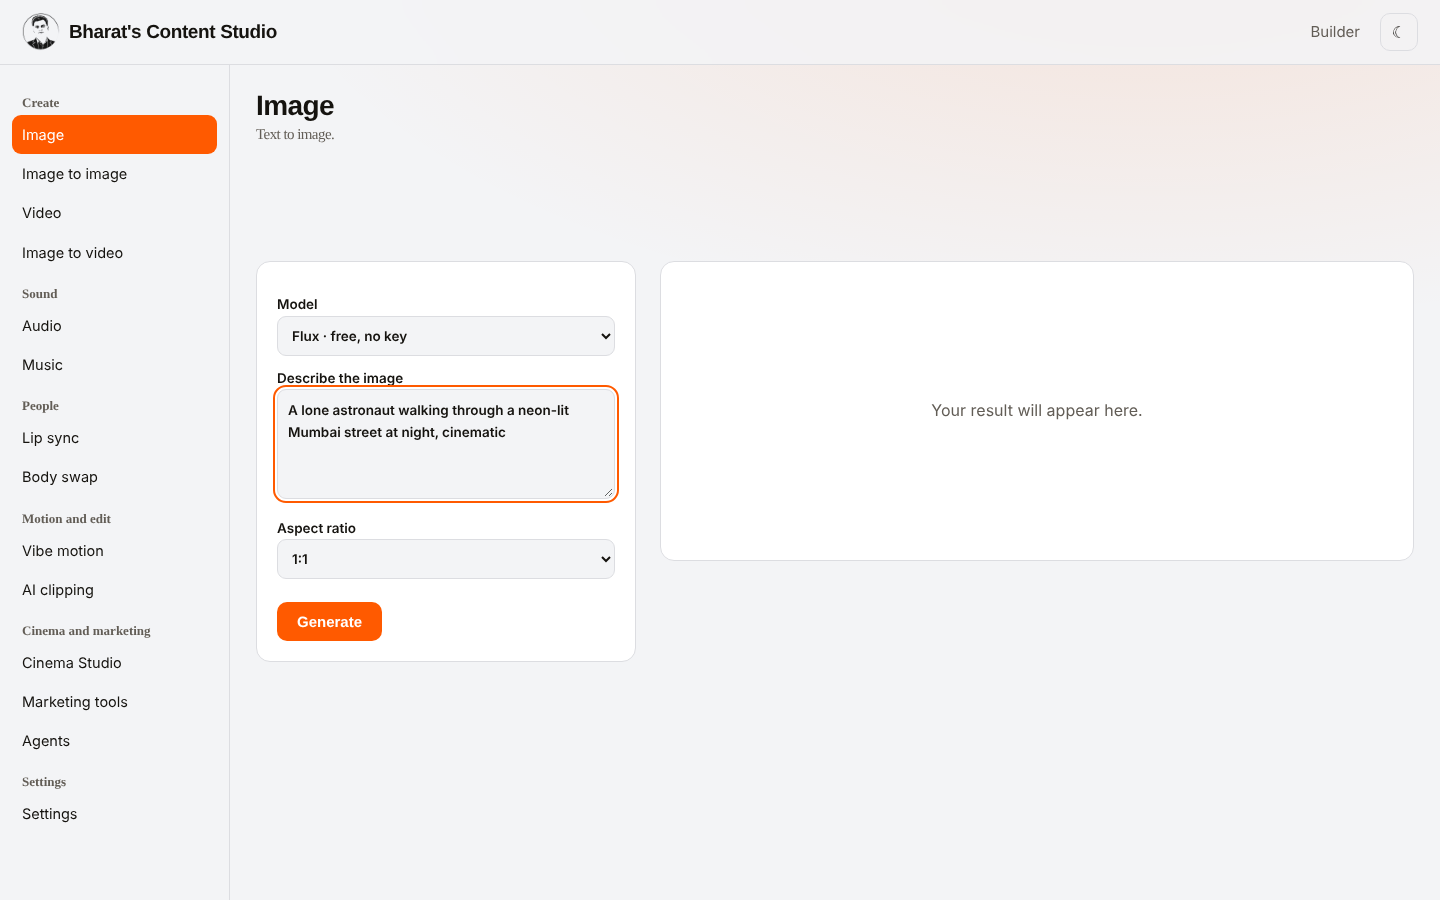 Bharat's Content Studio
Builder
Create
Image
Image to image
Video
Image to video
Sound
Audio
Music
People
Lip sync
Body swap
Motion and edit
Vibe motion
AI clipping
Cinema and marketing
Cinema Studio
Marketing tools
Agents
Settings
Settings
Image
Text to image.
Model
Flux · free, no key
Describe the image
A lone astronaut walking through a neon-lit
Mumbai street at night, cinematic
Aspect ratio
1:1
Generate
Your result will appear here.